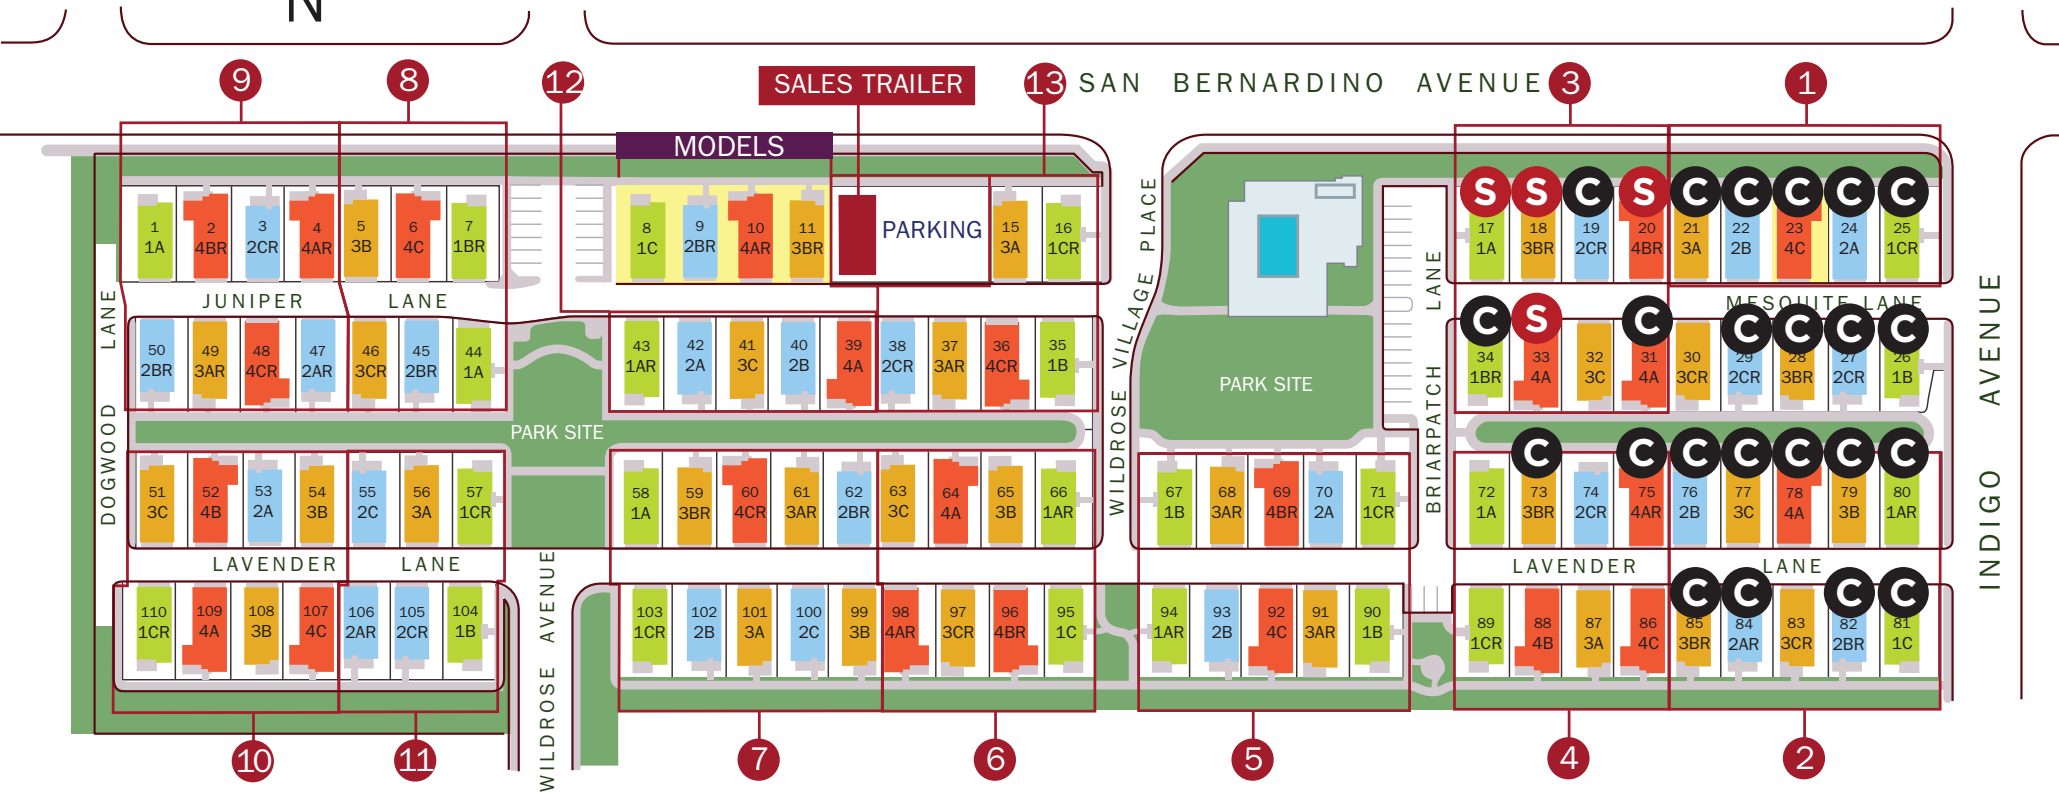 N
9
8
12
SALES TRAILER
13
SAN BERNARDINO AVENUE
3
1
MODELS
1 1A
2 4BR
3 2CR
4 4AR
5 3B
6 4C
7 1BR
8 1C
9 2BR
10 4AR
11 3BR
PARKING
15 3A
16 1CR
S
S
C
S
C
C
C
C
C
17 1A
18 3BR
19 2CR
20 4BR
21 3A
22 2B
23 4C
24 2A
25 1CR
JUNIPER LANE
MESQUITE LANE
C
S
C
C
C
C
C
50 2BR
49 3AR
48 4CR
47 2AR
46 3CR
45 2BR
44 1A
43 1AR
42 2A
41 3C
40 2B
39 4A
38 2CR
37 3AR
36 4CR
35 1B
34 1BR
33 4A
32 3C
31 4A
30 3CR
29 2CR
28 3BR
27 2CR
26 1B
PARK SITE
PARK SITE
DOGWOOD LANE
WILDROSE VILLAGE PLACE
BRIARPATCH LANE
INDIGO AVENUE
C
C
C
C
C
C
C
51 3C
52 4B
53 2A
54 3B
55 2C
56 3A
57 1CR
58 1A
59 3BR
60 4CR
61 3AR
62 2BR
63 3C
64 4A
65 3B
66 1AR
67 1B
68 3AR
69 4BR
70 2A
71 1CR
72 1A
73 3BR
74 2CR
75 4AR
76 2B
77 3C
78 4A
79 3B
80 1AR
LAVENDER LANE
LAVENDER LANE
C
C
C
C
110 1CR
109 4A
108 3B
107 4C
106 2AR
105 2CR
104 1B
103 1CR
102 2B
101 3A
100 2C
99 3B
98 4AR
97 3CR
96 4BR
95 1C
94 1AR
93 2B
92 4C
91 3AR
90 1B
89 1CR
88 4B
87 3A
86 4C
85 3BR
84 2AR
83 3CR
82 2BR
81 1C
WILDROSE AVENUE
10
11
7
6
5
4
2